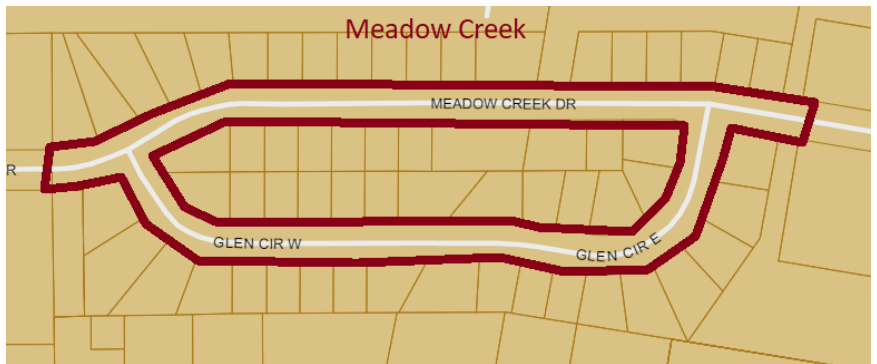 Meadow Creek
MEADOW CREEK DR
R
GLEN CIR W
GLEN CIR E